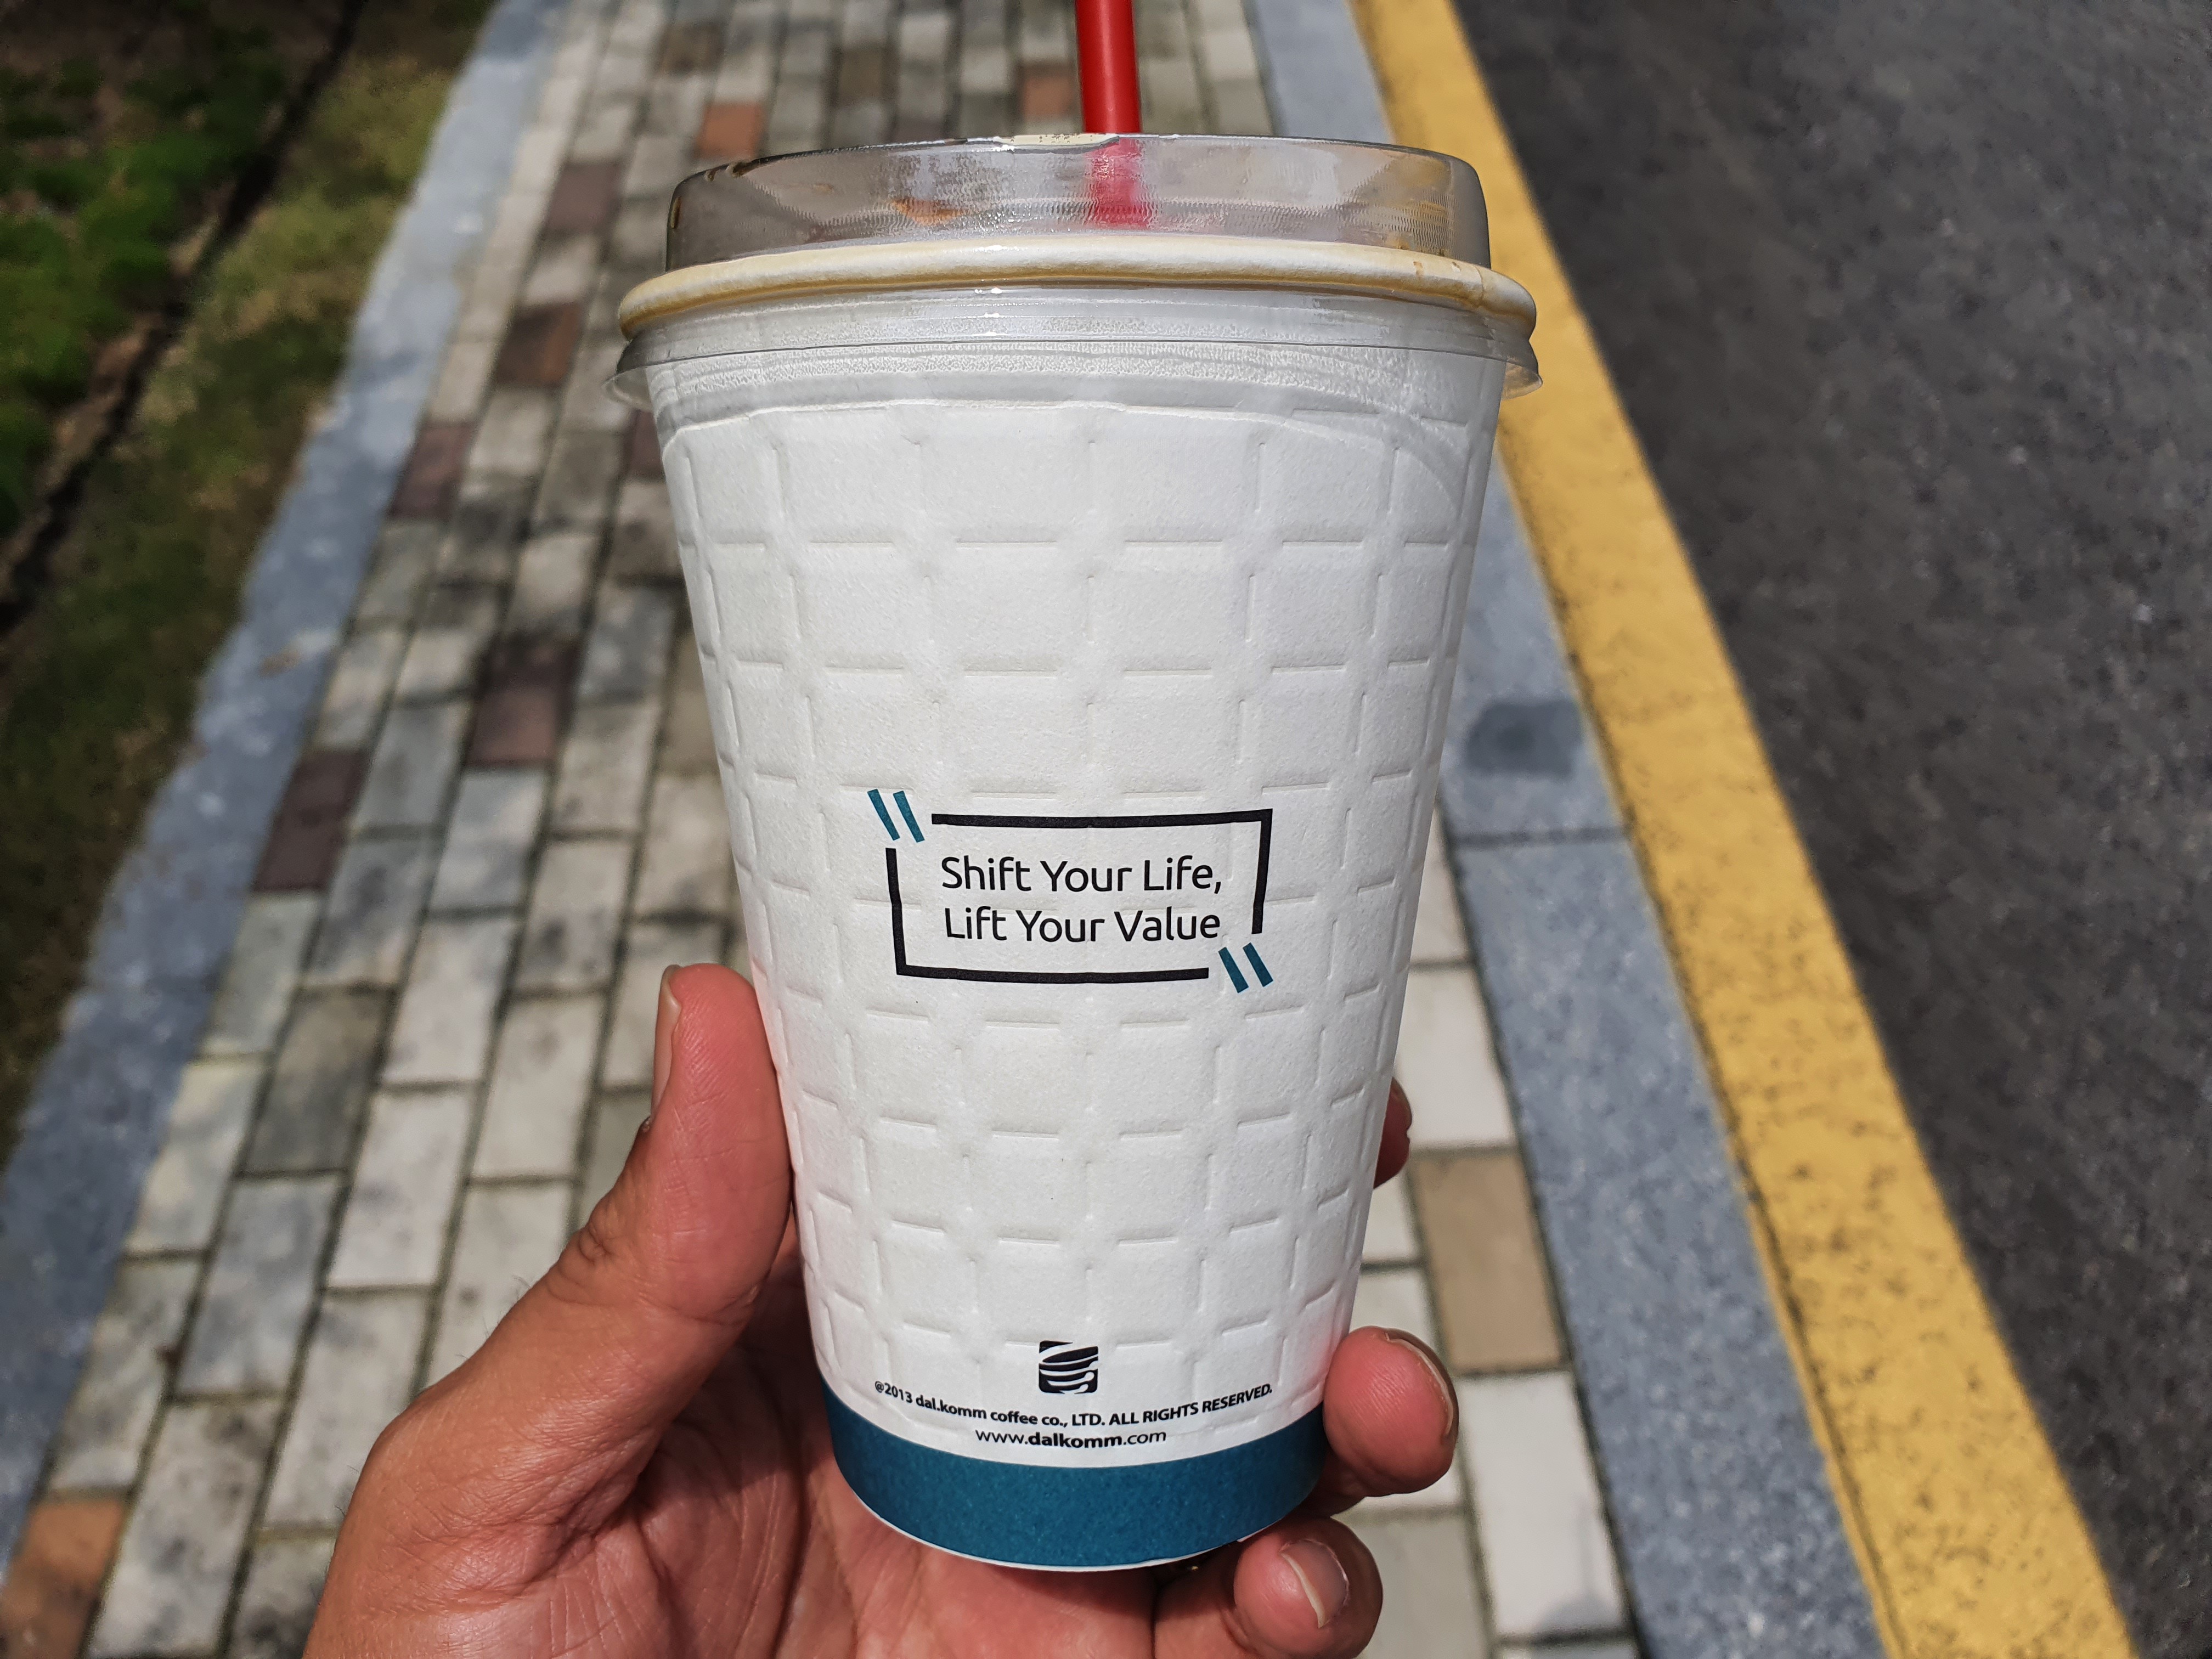 Shift Your Life,
Lift Your Value
@2013 dal.komm coffee co., LTD. ALL RIGHTS RESERVED.
www.dalkomm.com